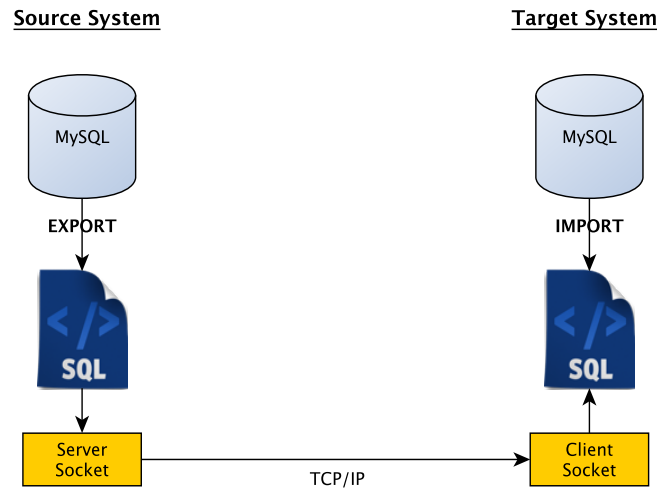 Source System
Target System
MySQL
MySQL
EXPORT
IMPORT
</>
SQL
</>
SQL
Server
Socket
Client
Socket
TCP/IP